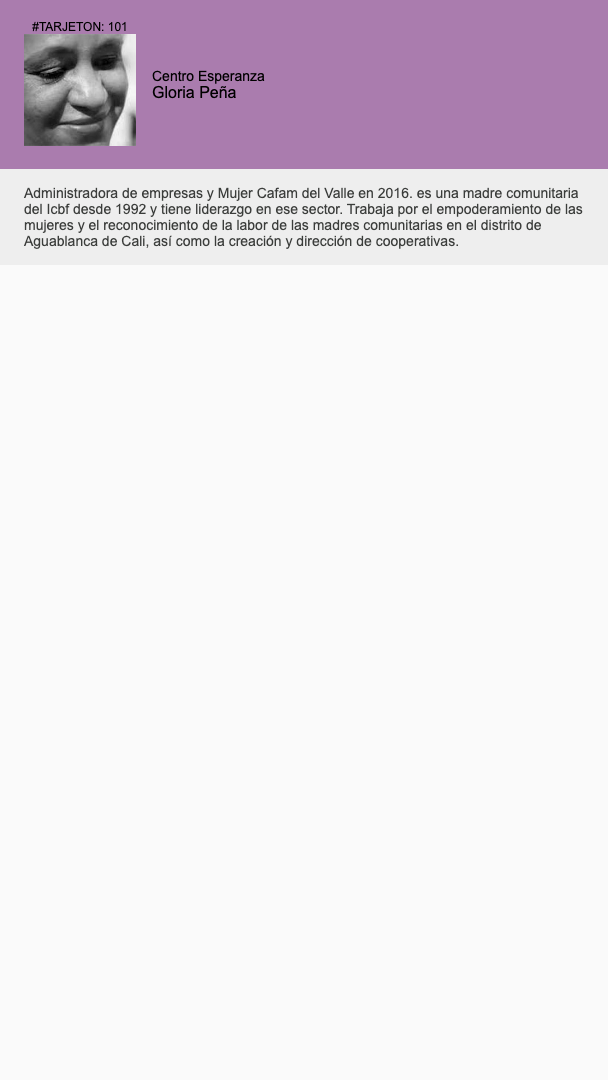 #TARJETON: 101
Centro Esperanza
Gloria Peña
Administradora de empresas y Mujer Cafam del Valle en 2016. es una madre comunitaria
del Icbf desde 1992 y tiene liderazgo en ese sector. Trabaja por el empoderamiento de las
mujeres y el reconocimiento de la labor de las madres comunitarias en el distrito de
Aguablanca de Cali, así como la creación y dirección de cooperativas.